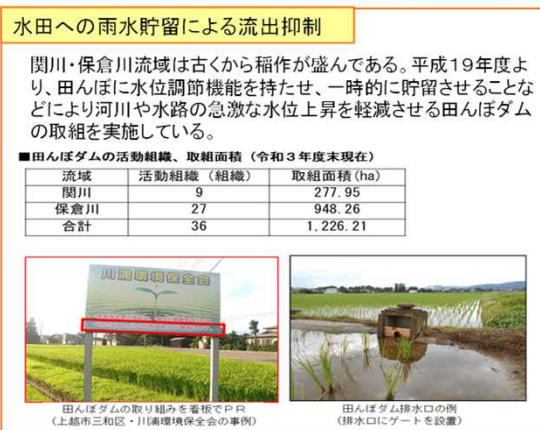 水田への雨水貯留による流出抑制
関川・保倉川流域は古くから稲作が盛んである。平成19年度よ
り、田んぼに水位調節機能を持たせ、一時的に貯留させることな
どにより河川や水路の急激な水位上昇を軽減させる田んぼダム
の取組を実施している。
■田んぼダムの活動組織、取組面積（令和３年度末現在）
流域 活動組織（組織） 取組面積(ha)
関川 9 277.95
保倉川 27 948.26
合計 36 1,226.21
川浦環境保全会
田んぼダムの取り組みを看板でＰＲ
（上越市三和区・川浦環境保全会の事例）
田んぼダム排水口の例
（排水口にゲートを設置）